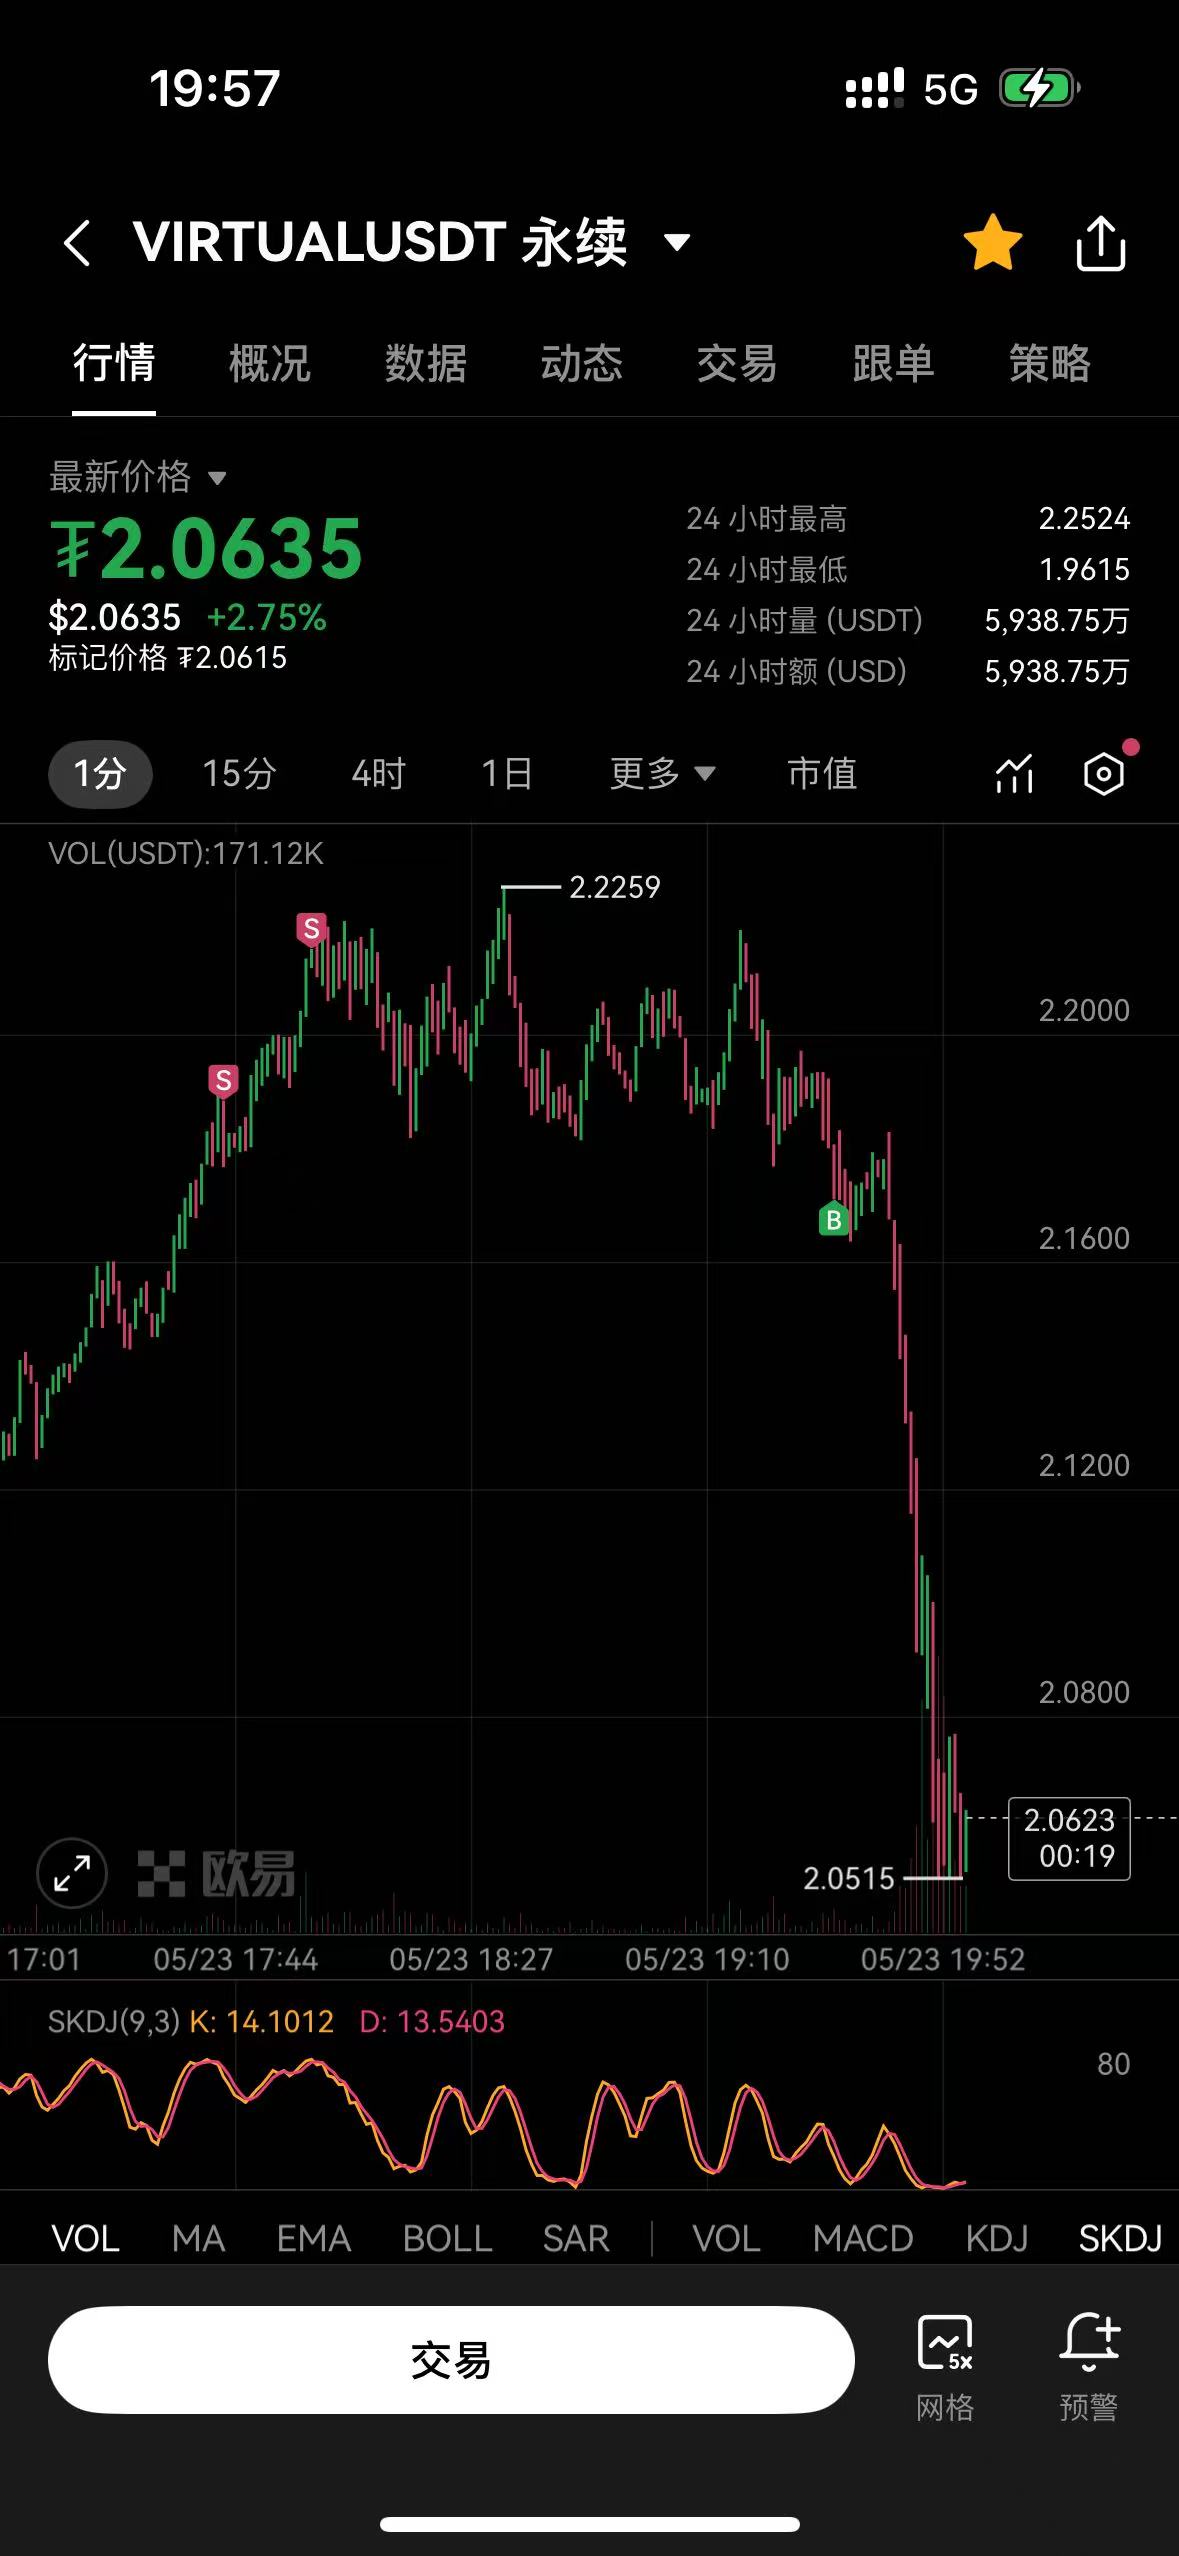 19:57
5G
VIRTUALUSDT 永续
行情 概况 数据 动态 交易 跟单 策略
最新价格
₮2.0635
$2.0635 +2.75%
标记价格 ₮2.0615
24 小时最高 2.2524
24 小时最低 1.9615
24 小时量 (USDT) 5,938.75万
24 小时额 (USD) 5,938.75万
1分 15分 4时 1日 更多 市值
VOL(USDT):171.12K
2.2259
S
2.2000
S
B
2.1600
2.1200
2.0800
2.0623
00:19
欧易
2.0515
17:01 05/23 17:44 05/23 18:27 05/23 19:10 05/23 19:52
SKDJ(9,3) K: 14.1012 D: 13.5403
80
VOL MA EMA BOLL SAR VOL MACD KDJ SKDJ
交易
5x
网格 预警